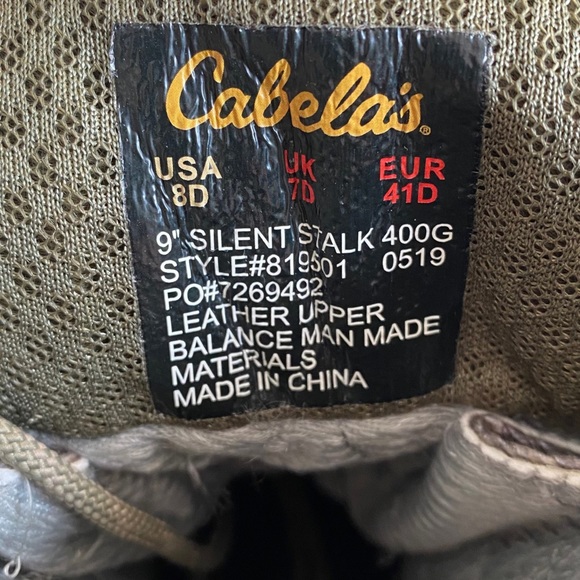 Cabela's®
USA UK EUR
8D 7D 41D
9" SILENT STALK 400G
STYLE#819501 0519
PO#7269492
LEATHER UPPER
BALANCE MAN MADE
MATERIALS
MADE IN CHINA